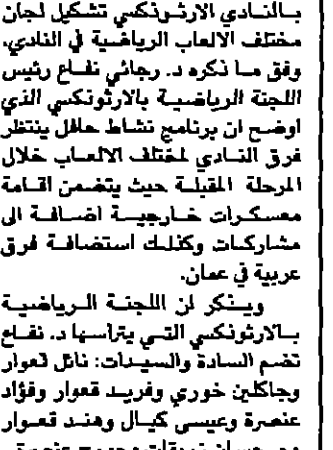 بالنادي الارثوذكسي تشكيل لجان
مختلف الالعاب الرياضية في النادي.
وفق ما ذكره د. رجائي نفاع رئيس
اللجنة الرياضية بالارثوذكسي الذي
اوضح ان برنامج نشاط حافل ينتظر
فرق النادي لمختلف الالعاب خلال
المرحلة المقبلة حيث يتضمن اقامة
معسكرات خارجية اضافة الى
مشاركات وكذلك استضافة فرق
عربية في عمان.
ويذكر ان اللجنة الرياضية
بالارثوذكسي التي يترأسها د. نفاع
تضم السادة والسيدات: نائل قعوار
وجاكلين خوري وفريد قعوار وفؤاد
عنصرة وعيسى كيال وهند قعوار